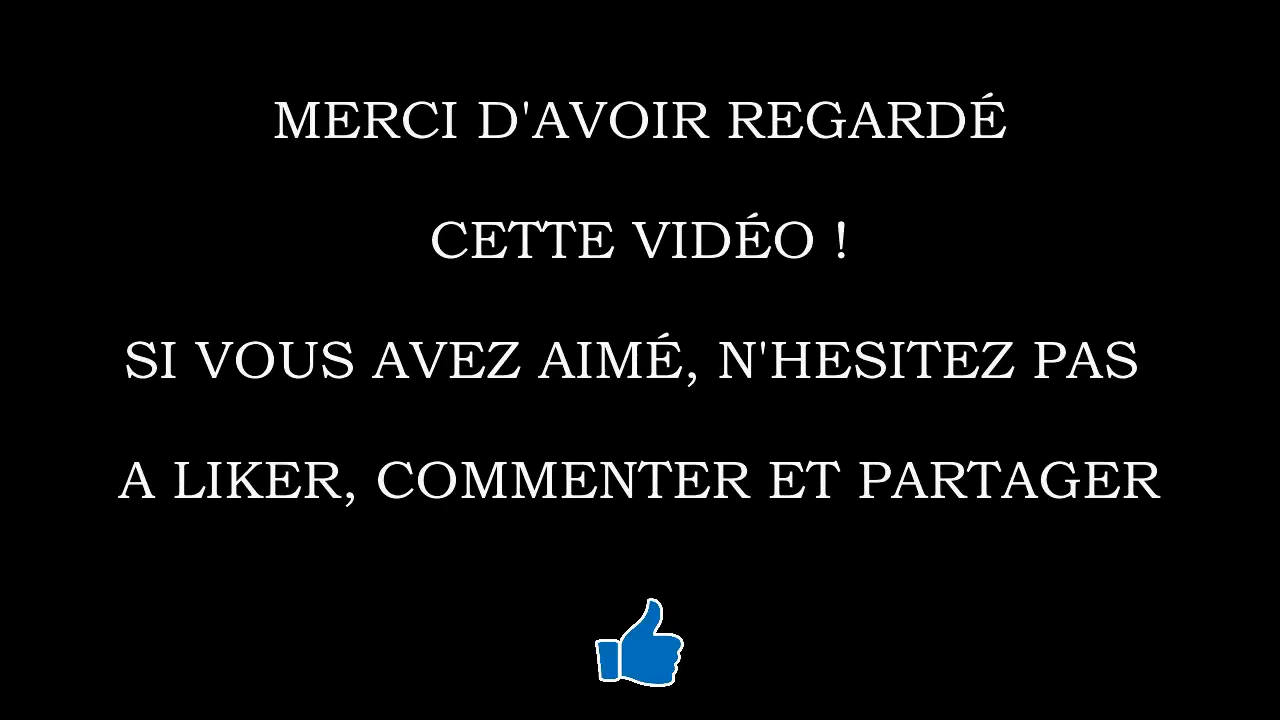 MERCI D'AVOIR REGARDÉ
CETTE VIDÉO !
SI VOUS AVEZ AIMÉ, N'HESITEZ PAS
A LIKER, COMMENTER ET PARTAGER